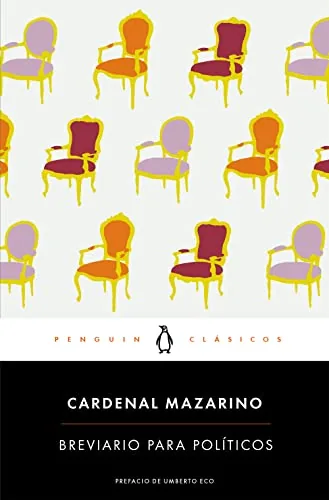 PENGUIN CLÁSICOS
CARDENAL MAZARINO
BREVIARIO PARA POLÍTICOS
PREFACIO DE UMBERTO ECO